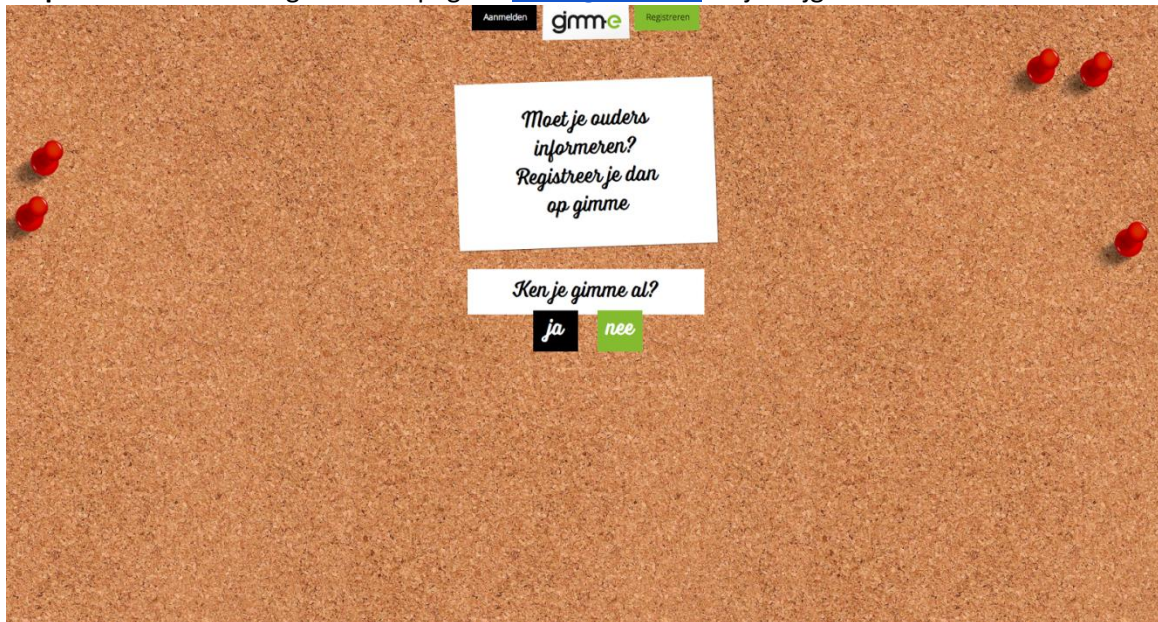 Aanmelden gimme Registreren
Moet je ouders
informeren?
Registreer je dan
op gimme
Ken je gimme al?
ja nee